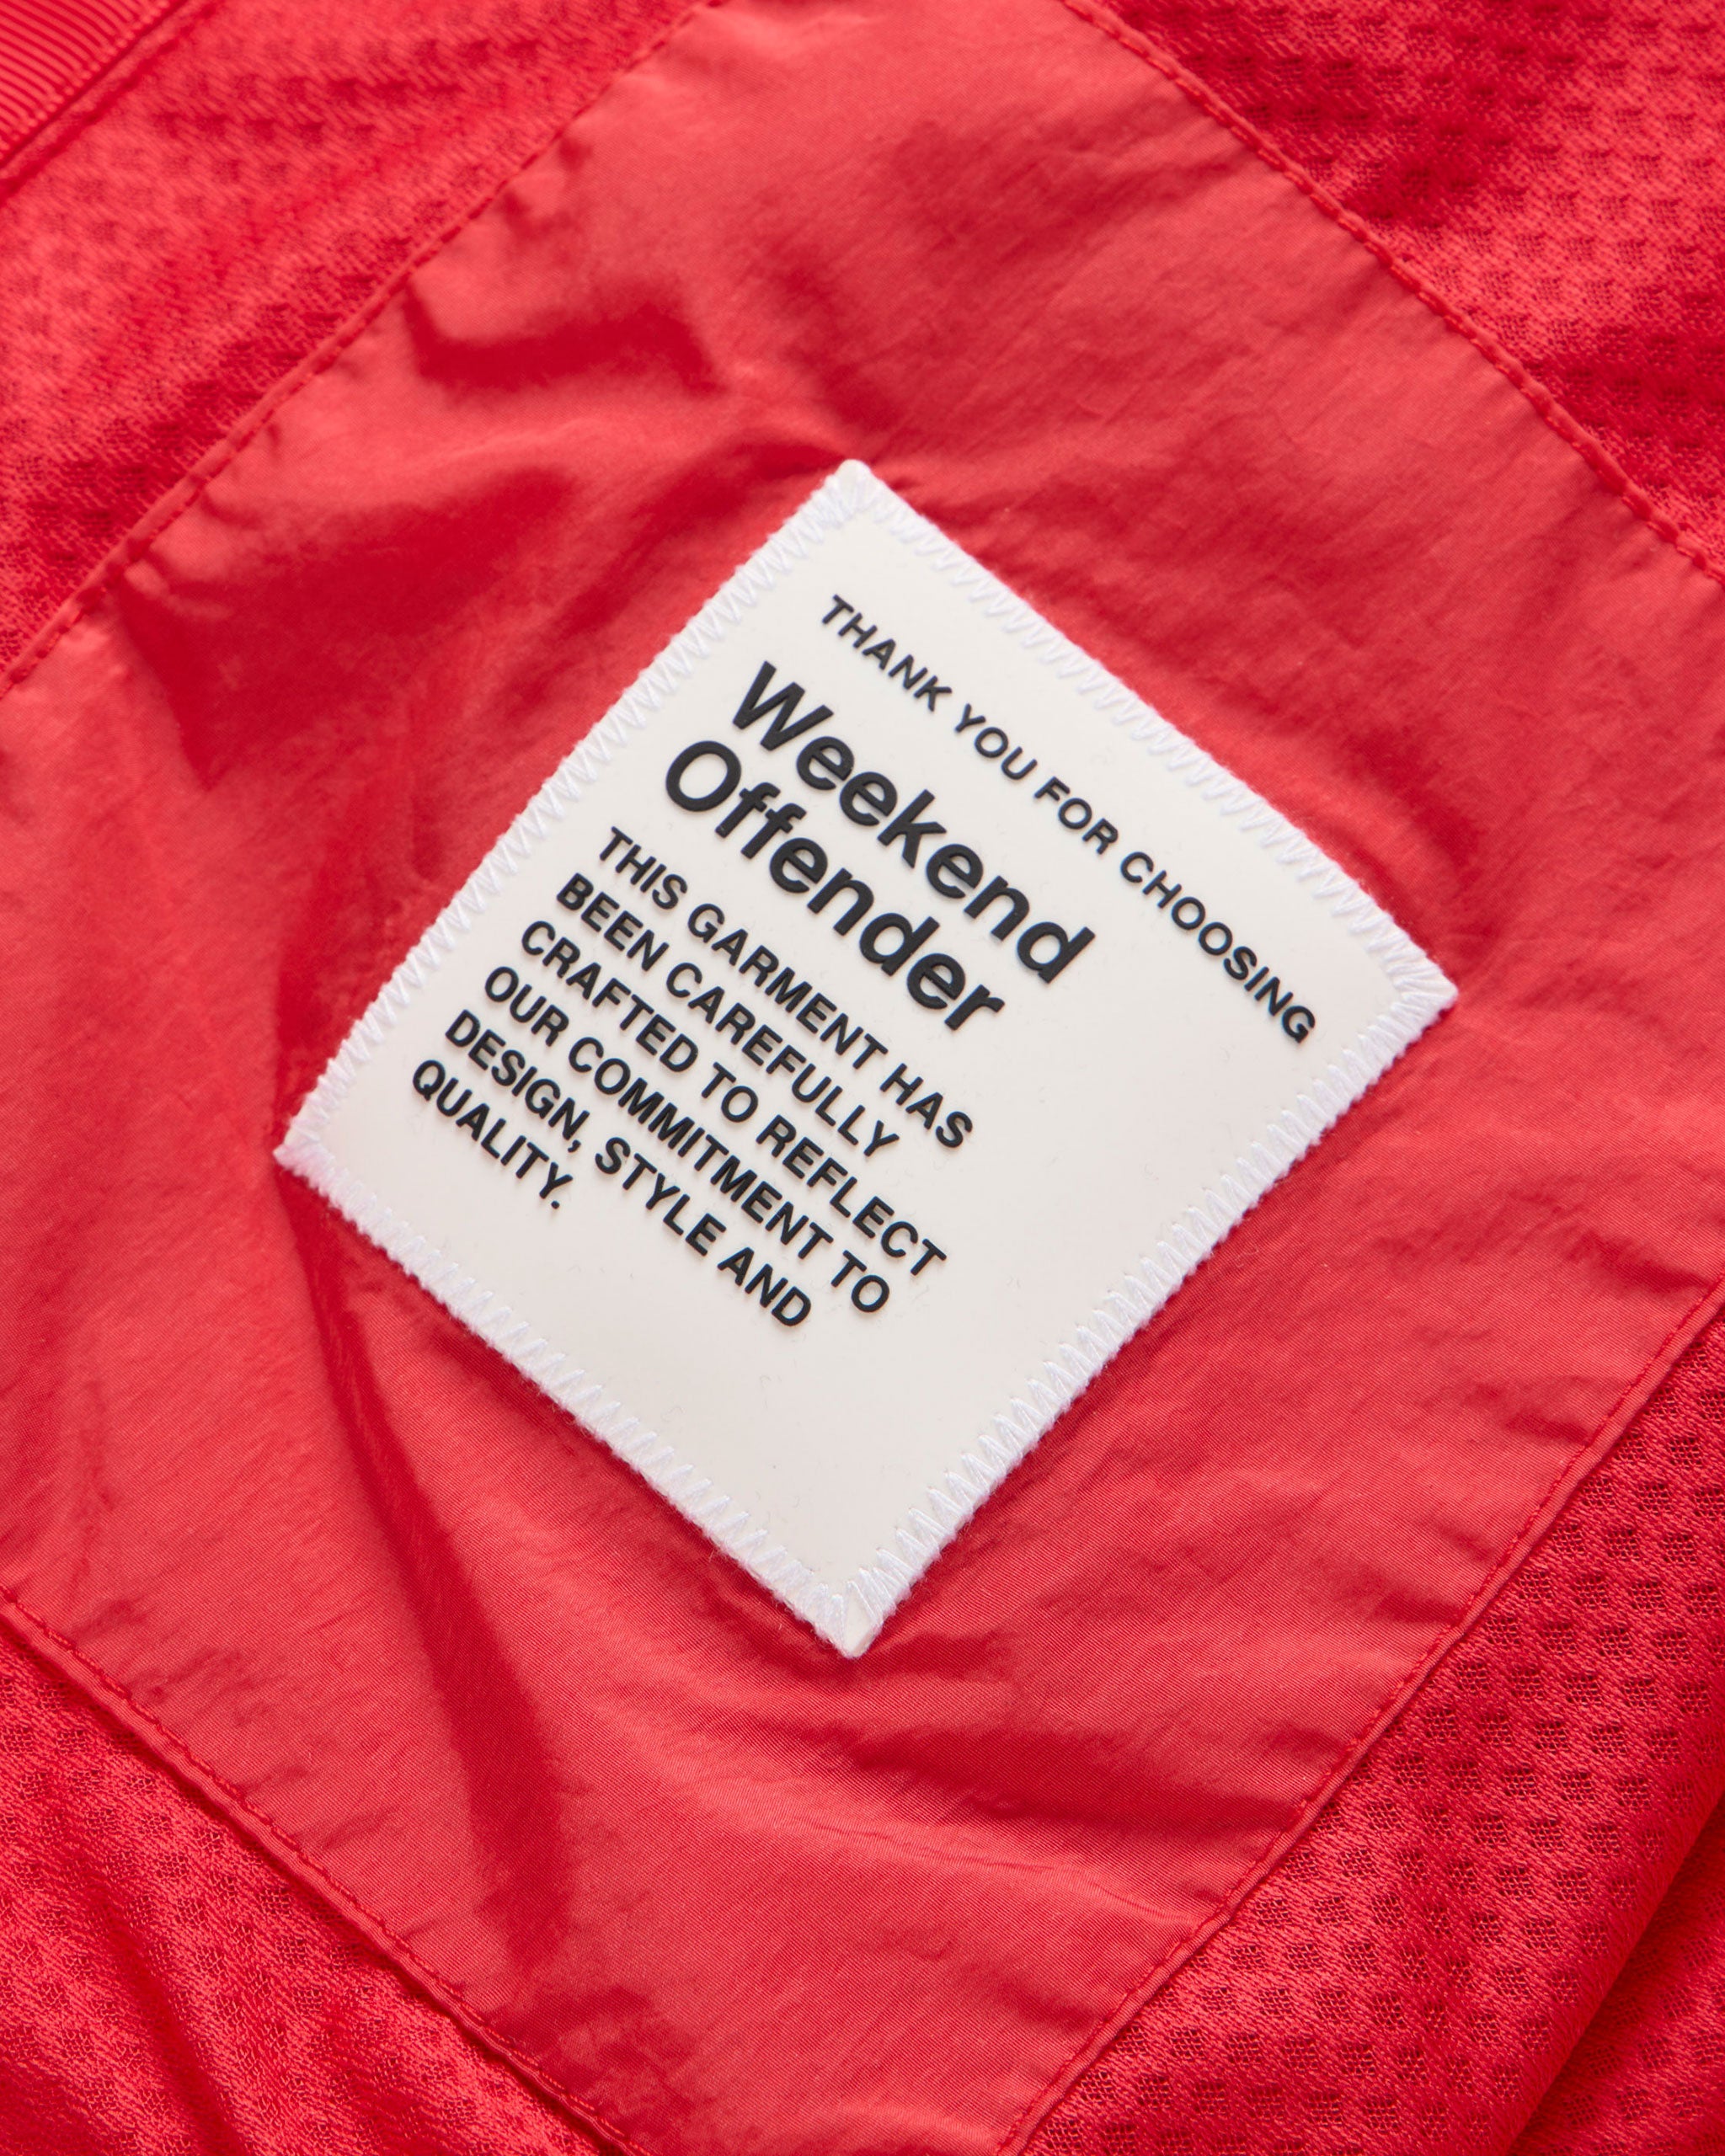 THANK YOU FOR CHOOSING
Weekend
Offender
THIS GARMENT HAS
BEEN CAREFULLY
CRAFTED TO REFLECT
OUR COMMITMENT TO
DESIGN, STYLE AND
QUALITY.